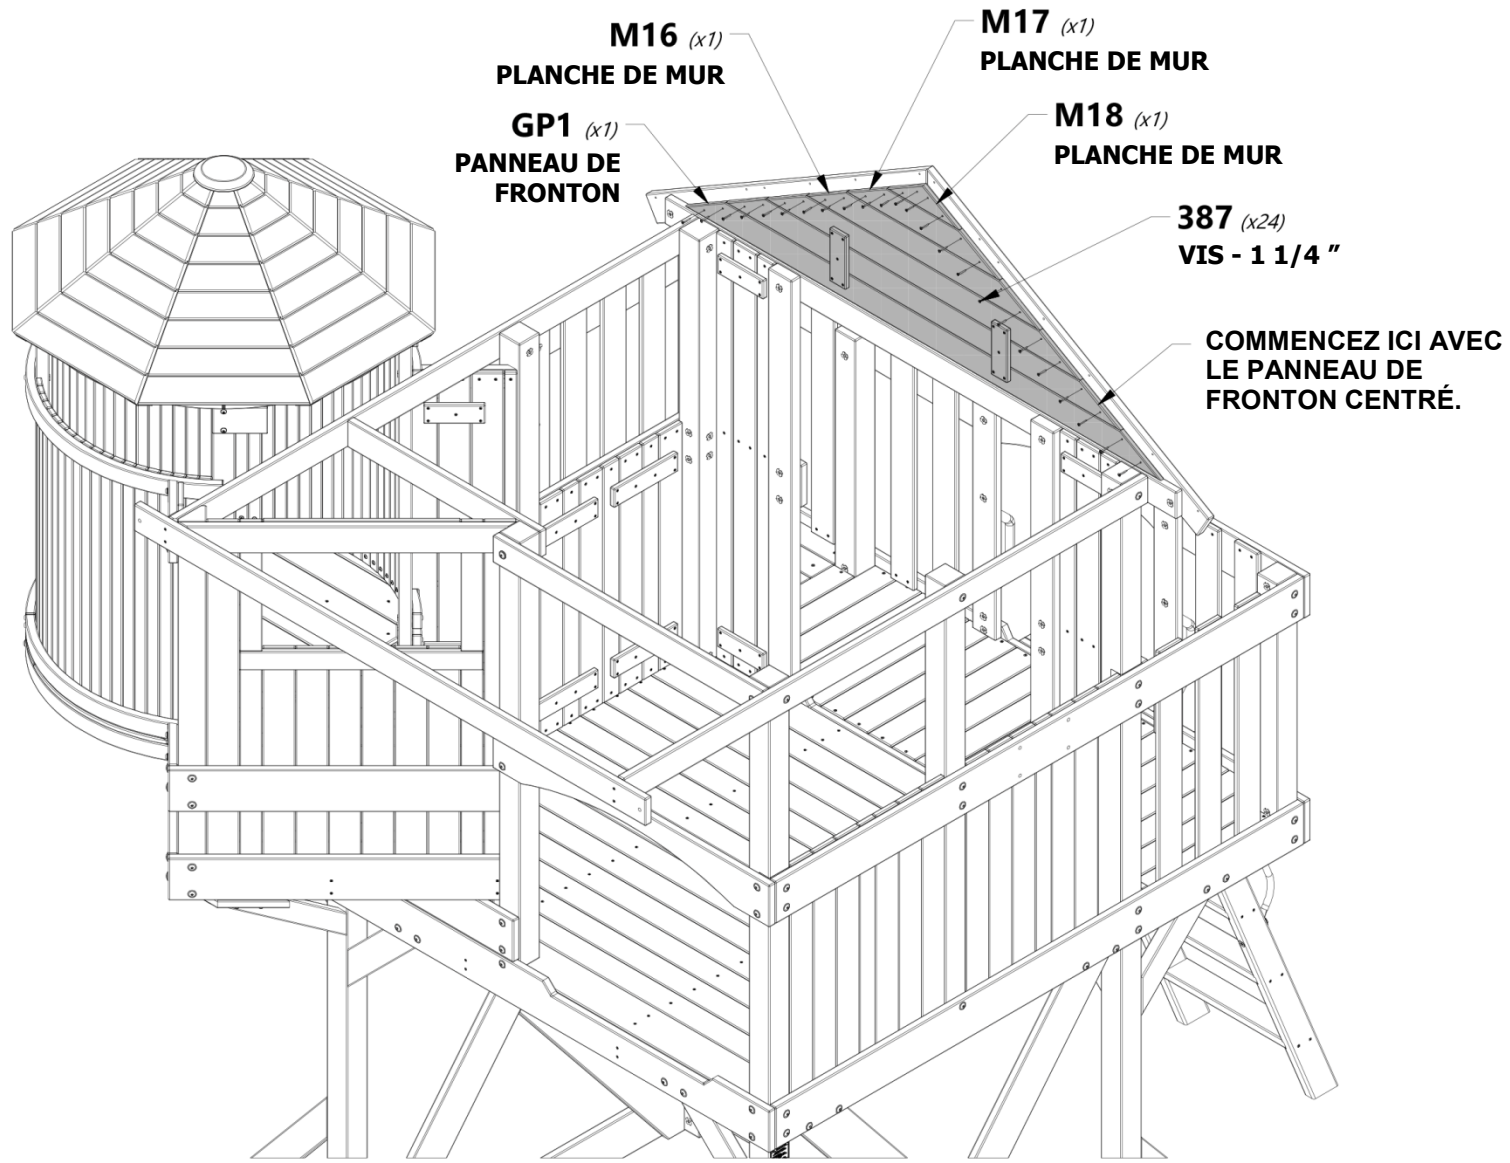 M16 (x1)
PLANCHE DE MUR
M17 (x1)
PLANCHE DE MUR
GP1 (x1)
PANNEAU DE
FRONTON
M18 (x1)
PLANCHE DE MUR
387 (x24)
VIS - 1 1/4 ”
COMMENCEZ ICI AVEC
LE PANNEAU DE
FRONTON CENTRÉ.